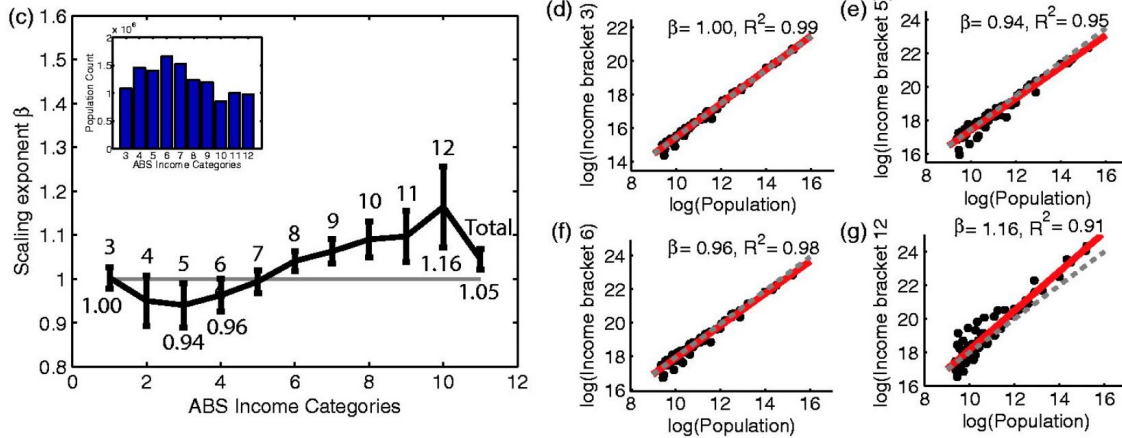 (c)
x 10⁶
2
1.5
1
0.5
0
Population Count
3 4 5 6 7 8 9 10 11 12
ABS Income Categories
1.6
1.5
1.4
1.3
1.2
1.1
1
0.9
0.8
Scaling exponent β
3
4
5
6
7
8
9
10
11
12
Total
1.00
0.94
0.96
1.16
1.05
0 2 4 6 8 10 12
ABS Income Categories
(d)
β= 1.00, R² = 0.99
log(Income bracket 3)
22
20
18
16
14
8 10 12 14 16
log(Population)
(e)
β= 0.94, R² = 0.95
log(Income bracket 5)
24
22
20
18
16
8 10 12 14 16
log(Population)
(f)
β= 0.96, R² = 0.98
log(Income bracket 6)
24
22
20
18
16
8 10 12 14 16
log(Population)
(g)
β= 1.16, R² = 0.91
log(Income bracket 12
24
22
20
18
16
8 10 12 14 16
log(Population)